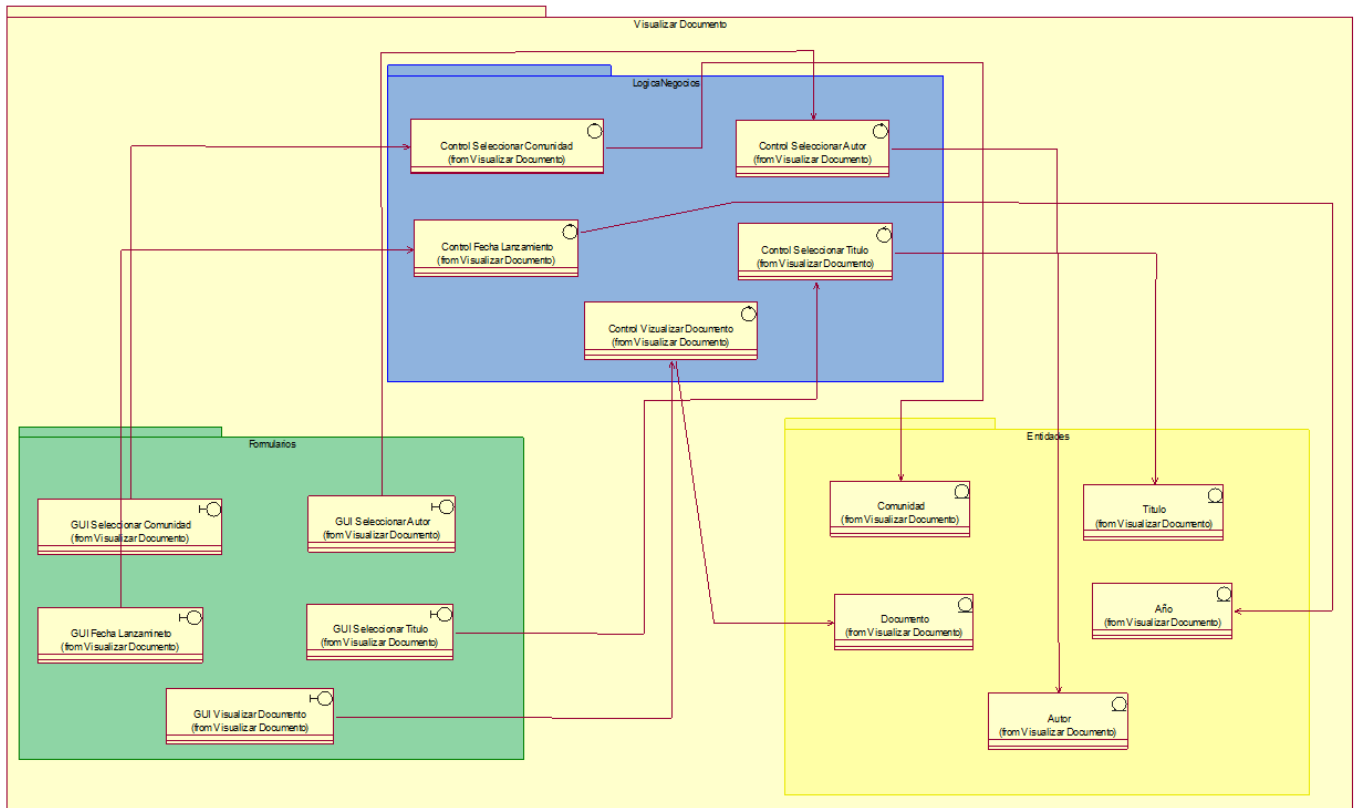 Visualizar Documento
LogicaNegocios
Control Seleccionar Comunidad
(from Visualizar Documento)
Control Seleccionar Autor
(from Visualizar Documento)
Control Fecha Lanzamiento
(from Visualizar Documento)
Control Seleccionar Titulo
(from Visualizar Documento)
Control Vizualizar Documento
(from Visualizar Documento)
Formularios
GUI Seleccionar Comunidad
(from Visualizar Documento)
GUI Seleccionar Autor
(from Visualizar Documento)
GUI Fecha Lanzamineto
(from Visualizar Documento)
GUI Seleccionar Titulo
(from Visualizar Documento)
GUI Visualizar Documento
(from Visualizar Documento)
Entidades
Comunidad
(from Visualizar Documento)
Titulo
(from Visualizar Documento)
Documento
(from Visualizar Documento)
Año
(from Visualizar Documento)
Autor
(from Visualizar Documento)